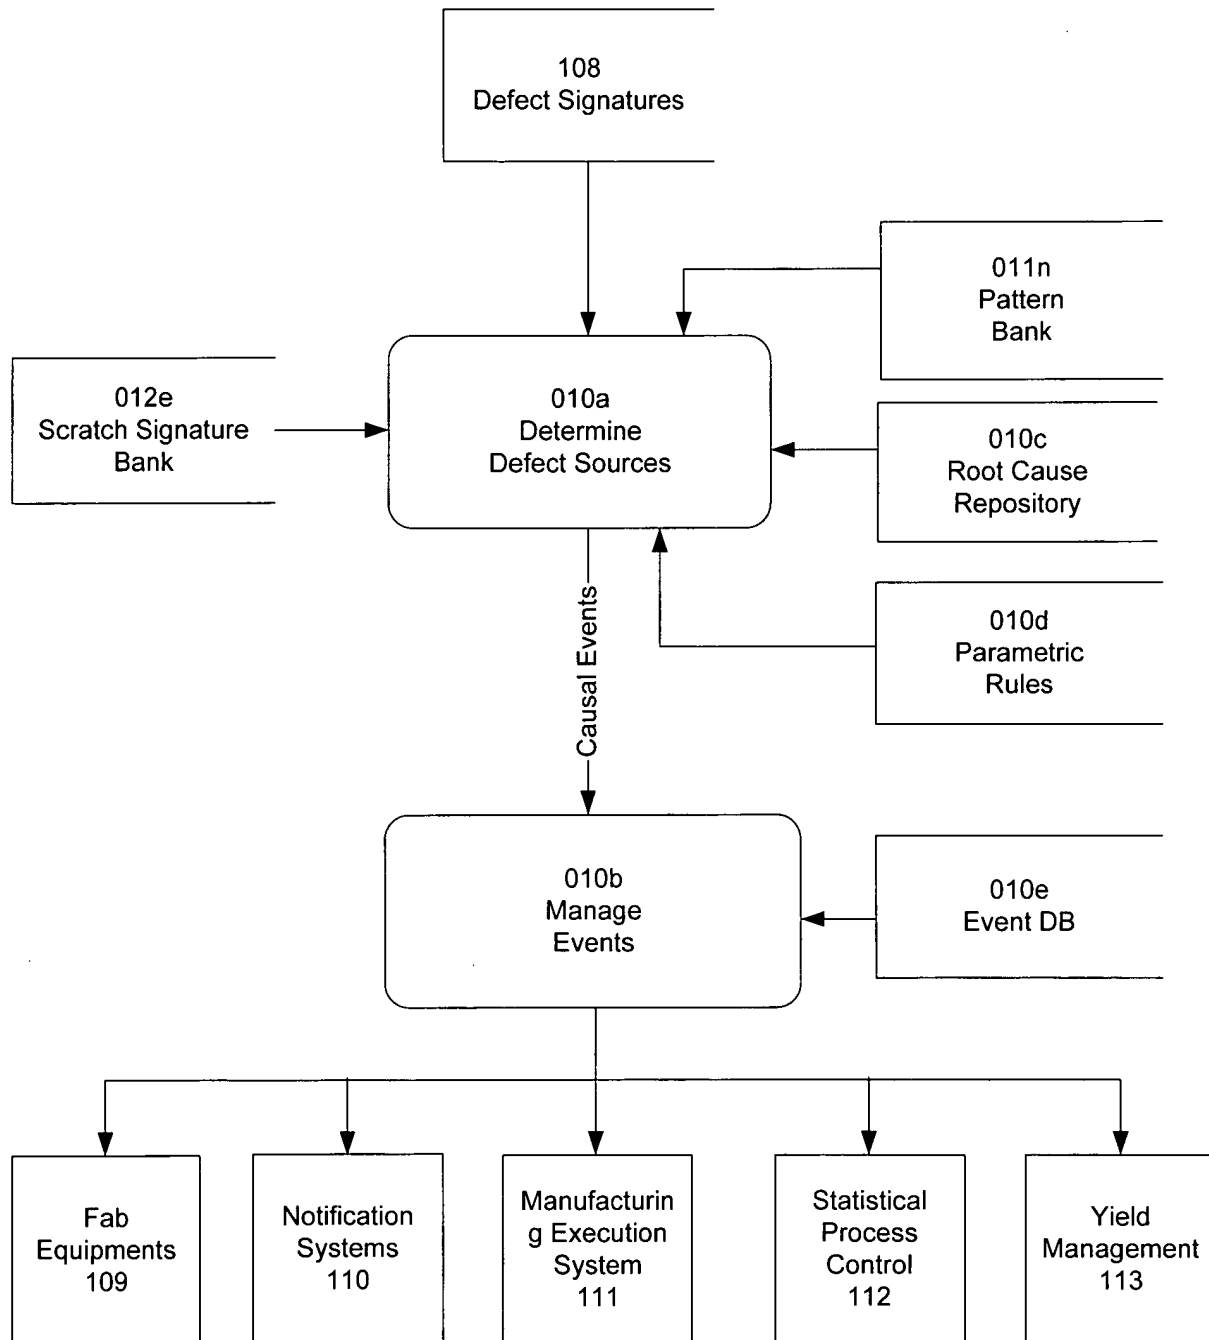 108
Defect Signatures
011n
Pattern
Bank
012e
Scratch Signature
Bank
010a
Determine
Defect Sources
010c
Root Cause
Repository
010d
Parametric
Rules
Causal Events
010b
Manage
Events
010e
Event DB
Fab
Equipments
109
Notification
Systems
110
Manufacturin
g Execution
System
111
Statistical
Process
Control
112
Yield
Management
113